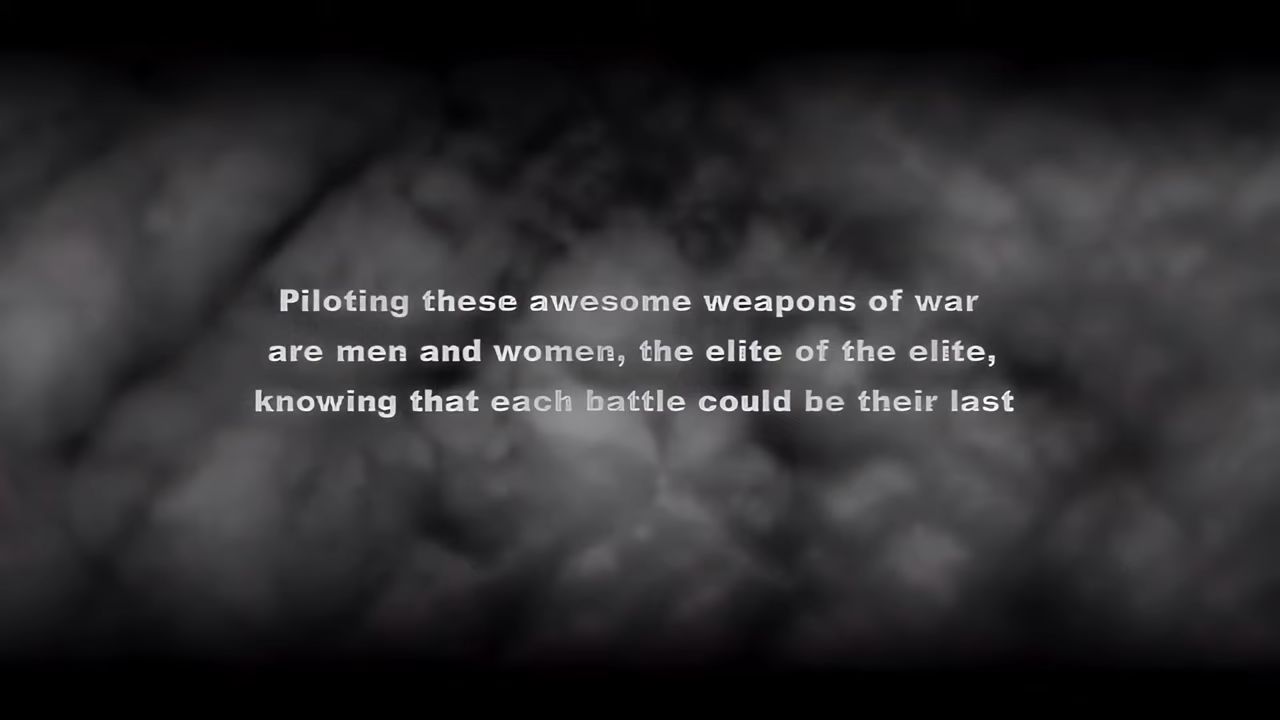 Piloting these awesome weapons of war
are men and women, the elite of the elite,
knowing that each battle could be their last